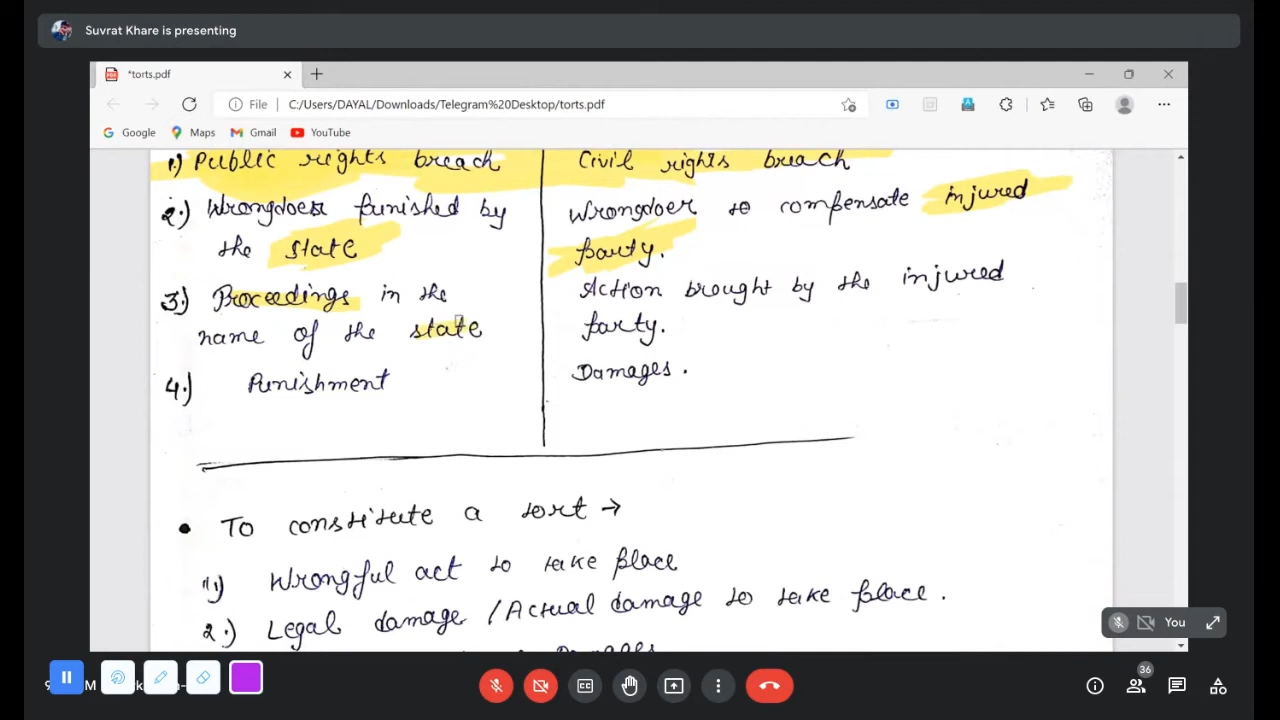 Suvrat Khare is presenting
*torts.pdf
File C:/Users/DAYAL/Downloads/Telegram%20Desktop/torts.pdf
Google Maps Gmail YouTube
1) Public rights breach Civil rights breach
2.) Wrongdoer punished by Wrongdoer to compensate injured
the state party.
3.) Proceedings in the Action brought by the injured
name of the state party.
4.) Punishment Damages.
• To constitute a tort →
1) Wrongful act to take place
2.) Legal damage / Actual damage to take place.
Damages
You
36